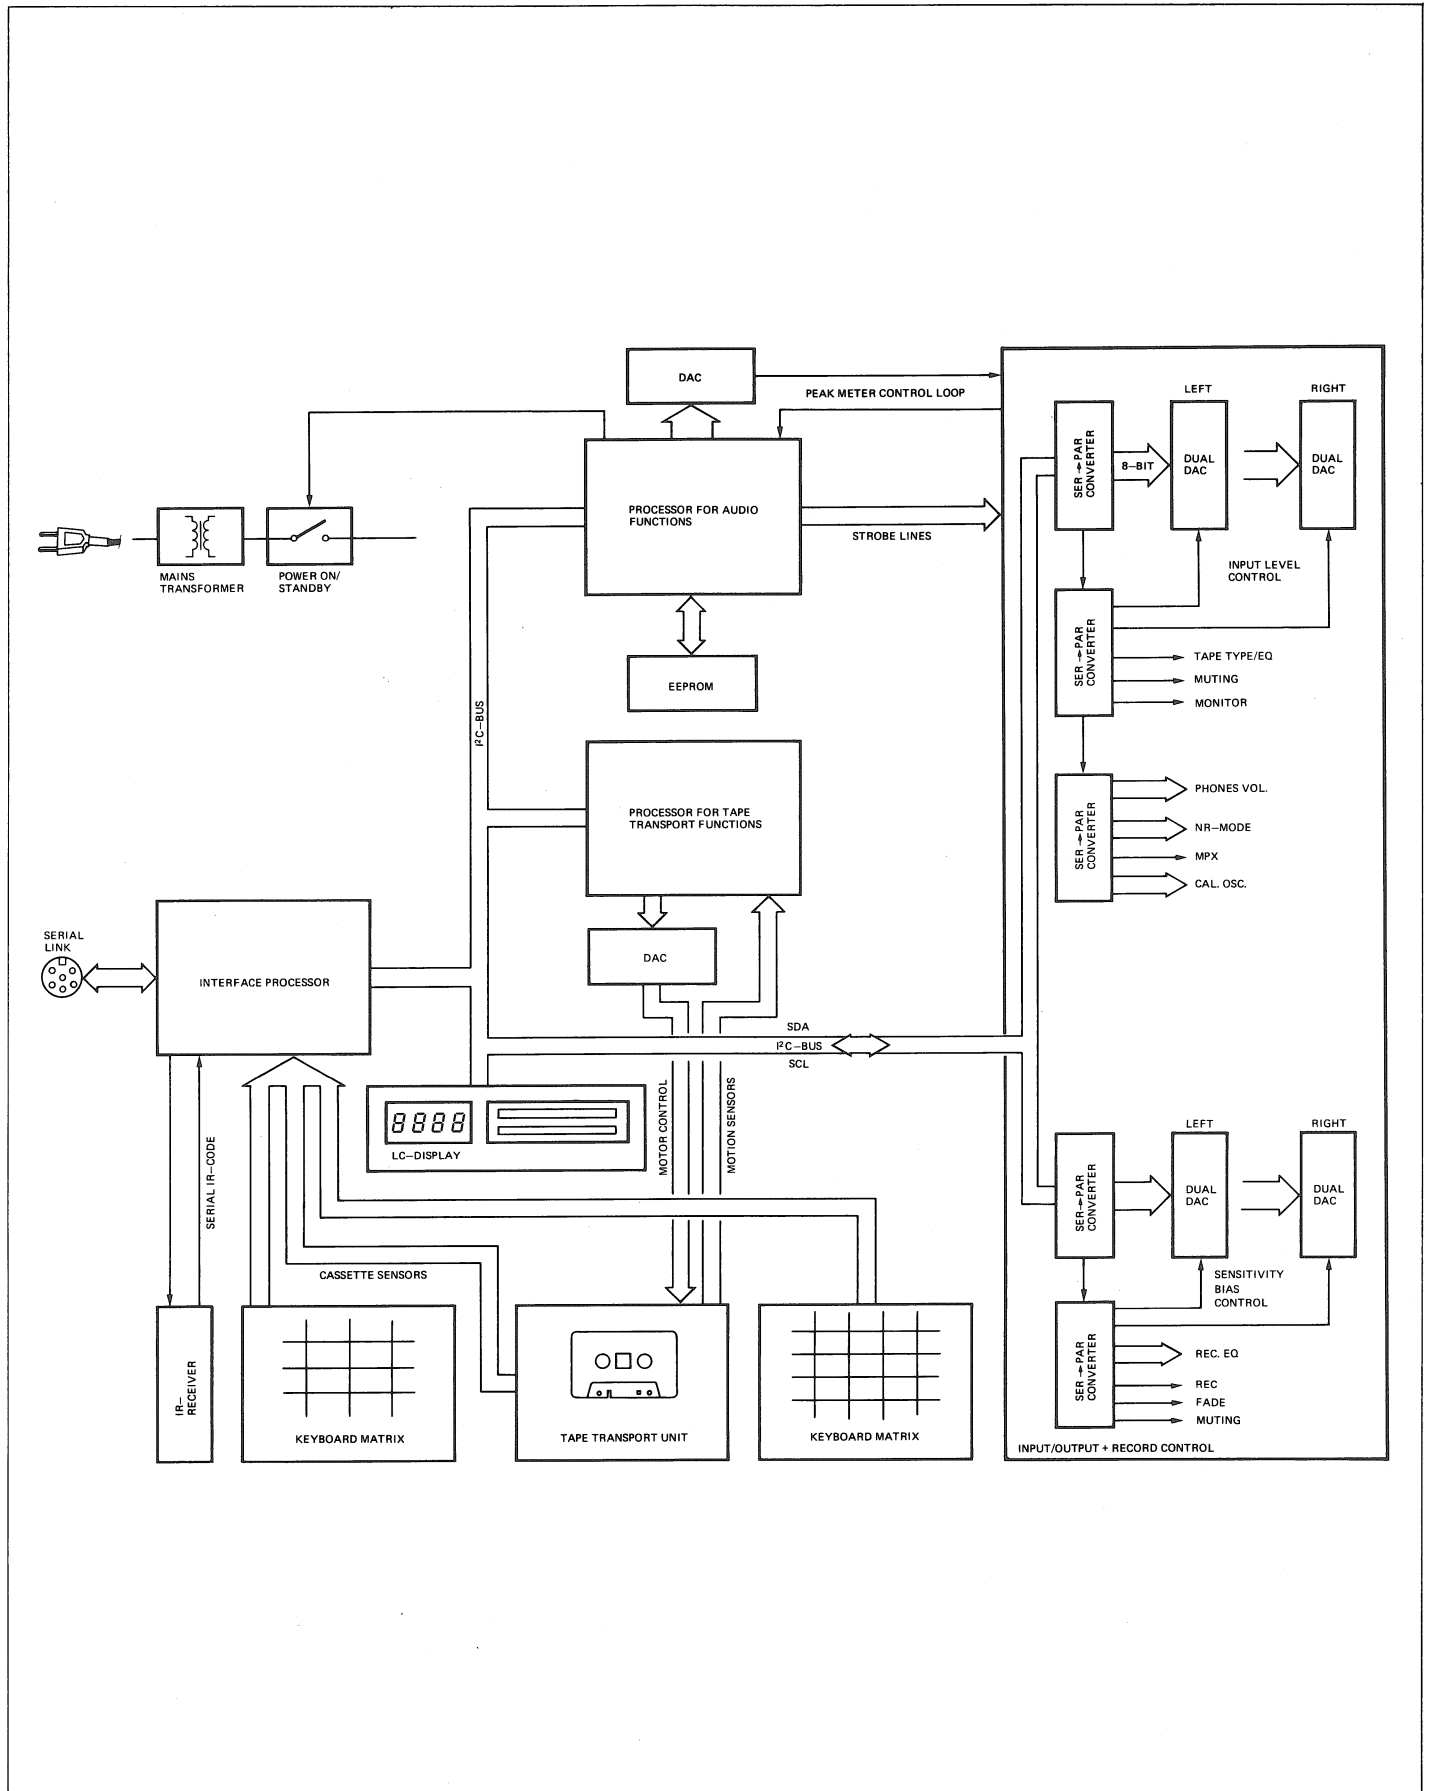 DAC
PEAK METER CONTROL LOOP
LEFT
RIGHT
SER→PAR
CONVERTER
8-BIT
DUAL
DAC
DUAL
DAC
PROCESSOR FOR AUDIO
FUNCTIONS
STROBE LINES
MAINS
TRANSFORMER
POWER ON/
STANDBY
INPUT LEVEL
CONTROL
SER→PAR
CONVERTER
TAPE TYPE/EQ
MUTING
MONITOR
EEPROM
I²C-BUS
PROCESSOR FOR TAPE
TRANSPORT FUNCTIONS
SER→PAR
CONVERTER
PHONES VOL.
NR-MODE
MPX
CAL. OSC.
SERIAL
LINK
INTERFACE PROCESSOR
DAC
SDA
I²C-BUS
SCL
8888
LC-DISPLAY
MOTOR CONTROL
MOTION SENSORS
SERIAL IR-CODE
LEFT
RIGHT
SER→PAR
CONVERTER
DUAL
DAC
DUAL
DAC
CASSETTE SENSORS
SENSITIVITY
BIAS
CONTROL
SER→PAR
CONVERTER
REC. EQ
REC
FADE
MUTING
IR-
RECEIVER
KEYBOARD MATRIX
TAPE TRANSPORT UNIT
KEYBOARD MATRIX
INPUT/OUTPUT + RECORD CONTROL